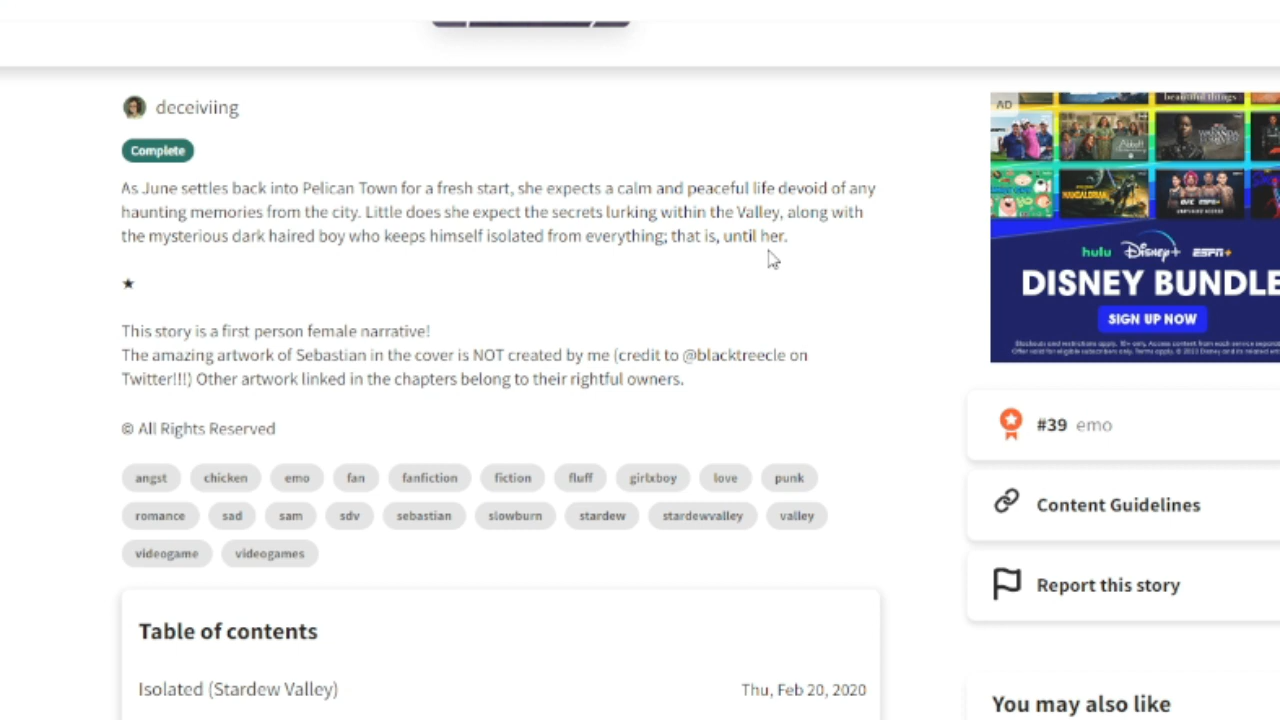 deceiviing
Complete
As June settles back into Pelican Town for a fresh start, she expects a calm and peaceful life devoid of any
haunting memories from the city. Little does she expect the secrets lurking within the Valley, along with
the mysterious dark haired boy who keeps himself isolated from everything; that is, until her.
★
This story is a first person female narrative!
The amazing artwork of Sebastian in the cover is NOT created by me (credit to @blacktreecle on
Twitter!!!) Other artwork linked in the chapters belong to their rightful owners.
© All Rights Reserved
angst chicken emo fan fanfiction fiction fluff girlxboy love punk
romance sad sam sdv sebastian slowburn stardew stardewvalley valley
videogame videogames
Table of contents
Isolated (Stardew Valley) Thu, Feb 20, 2020
AD
beautiful things
Abbott
WAKANDA
FOREVER
MANDALORIAN
hulu Disney+ ESPN+
DISNEY BUNDLE
SIGN UP NOW
#39 emo
Content Guidelines
Report this story
You may also like